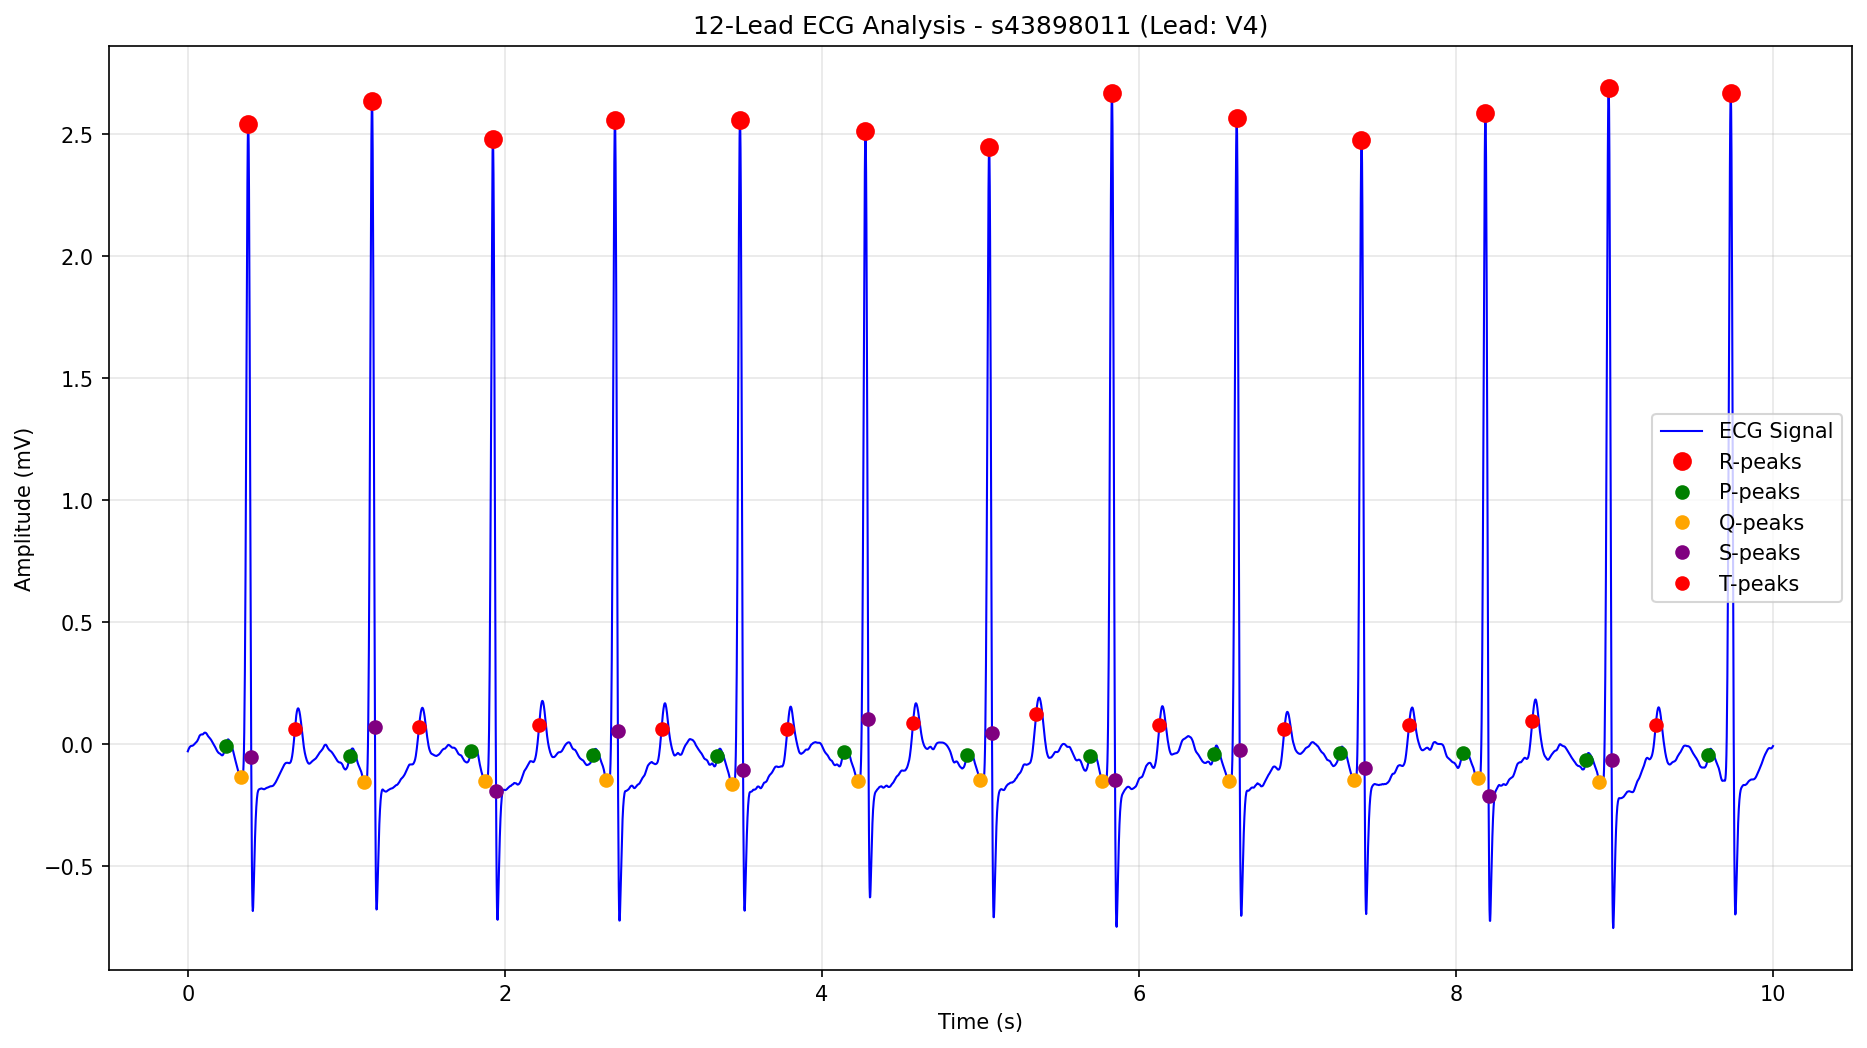 12-Lead ECG Analysis - s43898011 (Lead: V4)
Amplitude (mV)
2.5
2.0
1.5
1.0
0.5
0.0
−0.5
ECG Signal
R-peaks
P-peaks
Q-peaks
S-peaks
T-peaks
0 2 4 6 8 10
Time (s)